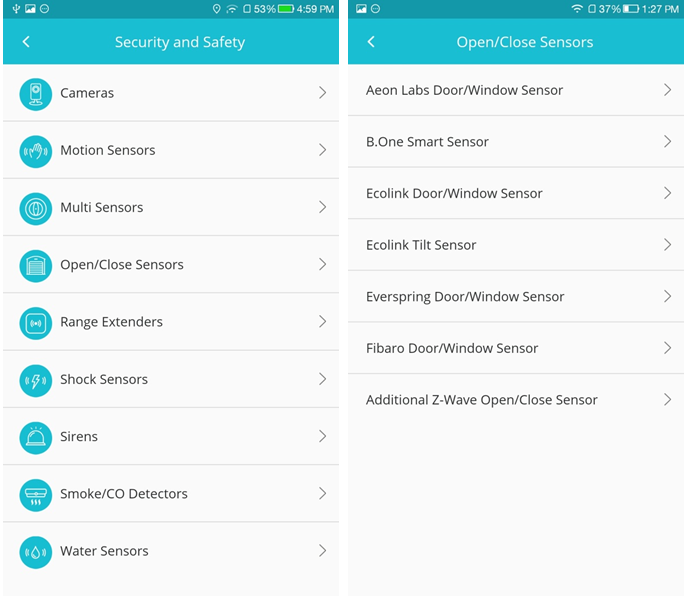 53% 4:59 PM
Security and Safety
Cameras
Motion Sensors
Multi Sensors
Open/Close Sensors
Range Extenders
Shock Sensors
Sirens
Smoke/CO Detectors
Water Sensors
37% 1:27 PM
Open/Close Sensors
Aeon Labs Door/Window Sensor
B.One Smart Sensor
Ecolink Door/Window Sensor
Ecolink Tilt Sensor
Everspring Door/Window Sensor
Fibaro Door/Window Sensor
Additional Z-Wave Open/Close Sensor